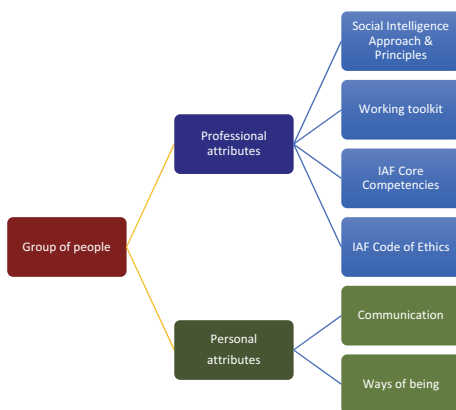 Social Intelligence
Approach &
Principles
Working toolkit
Professional
attributes
IAF Core
Competencies
IAF Code of Ethics
Group of people
Communication
Personal
attributes
Ways of being